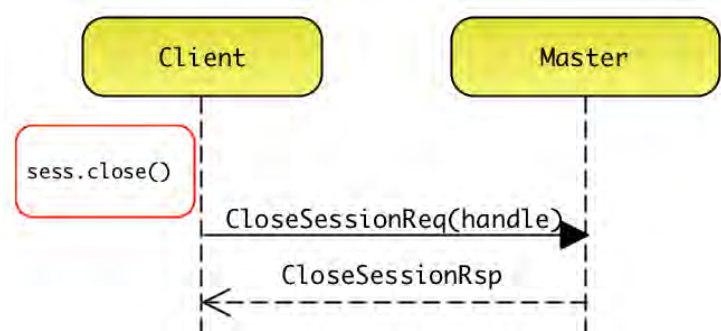 Client
Master
sess.close()
CloseSessionReq(handle)
CloseSessionRsp